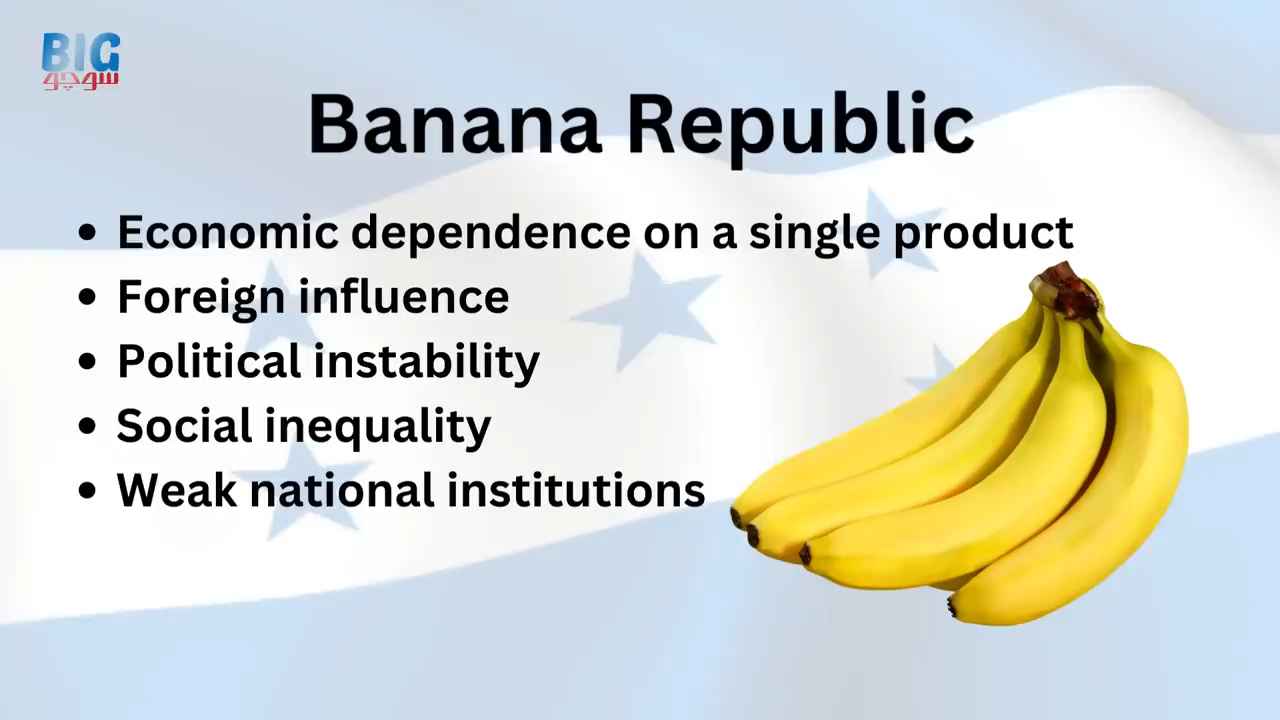 BIG
سوچو
Banana Republic
• Economic dependence on a single product
• Foreign influence
• Political instability
• Social inequality
• Weak national institutions